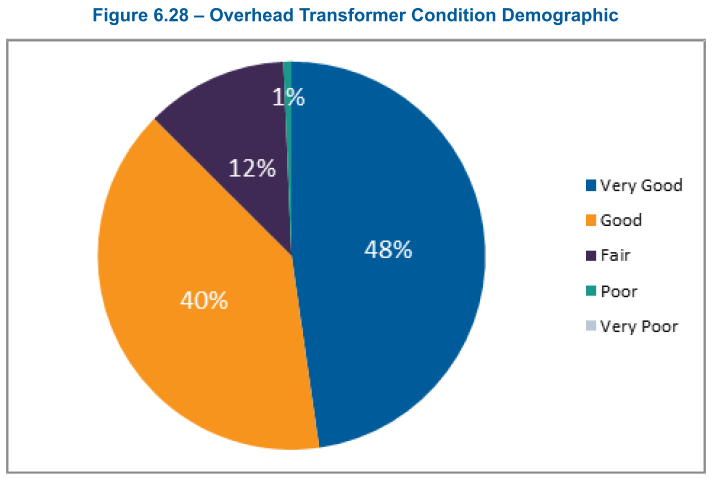 Figure 6.28 – Overhead Transformer Condition Demographic
1%
12%
48%
40%
Very Good
Good
Fair
Poor
Very Poor